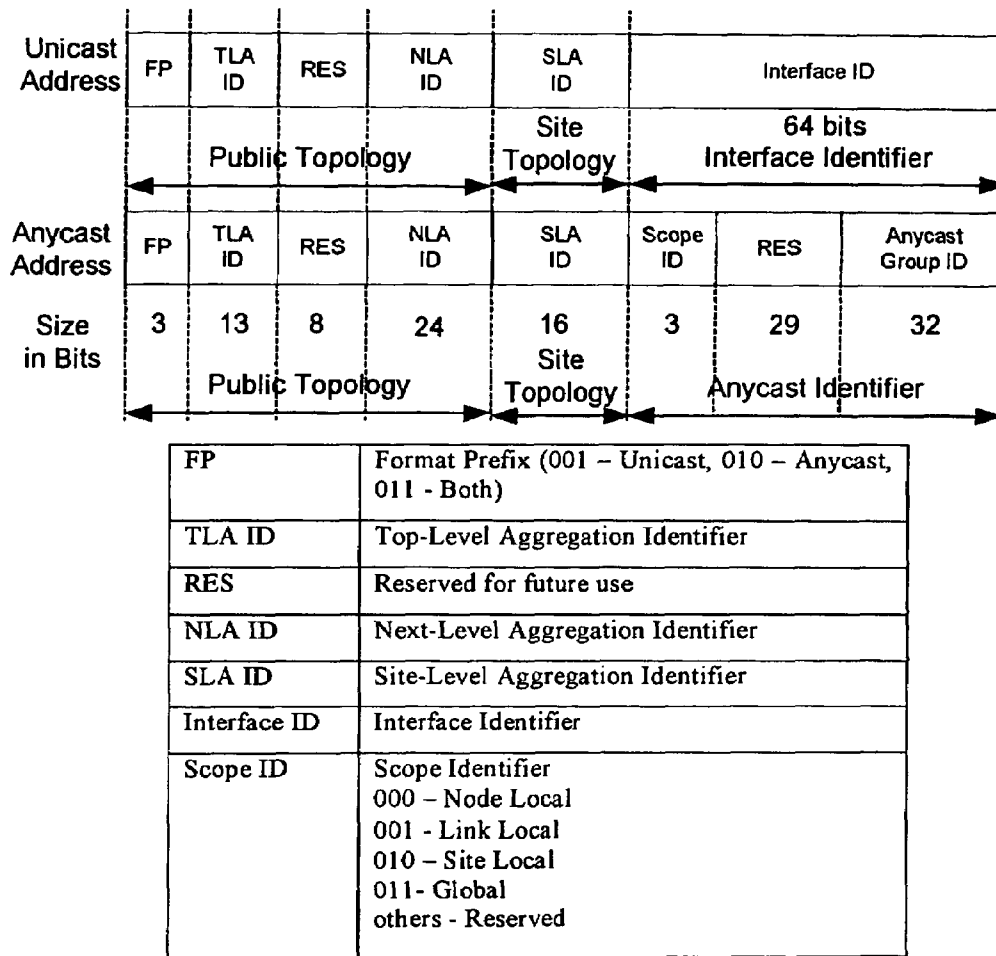 Unicast Address FP TLA ID RES NLA ID SLA ID Interface ID
Public Topology Site Topology 64 bits Interface Identifier
Anycast Address FP TLA ID RES NLA ID SLA ID Scope ID RES Anycast Group ID
Size in Bits 3 13 8 24 16 3 29 32
Public Topology Site Topology Anycast Identifier
FP Format Prefix (001 – Unicast, 010 – Anycast,
011 - Both)
TLA ID Top-Level Aggregation Identifier
RES Reserved for future use
NLA ID Next-Level Aggregation Identifier
SLA ID Site-Level Aggregation Identifier
Interface ID Interface Identifier
Scope ID Scope Identifier
000 – Node Local
001 - Link Local
010 – Site Local
011- Global
others - Reserved